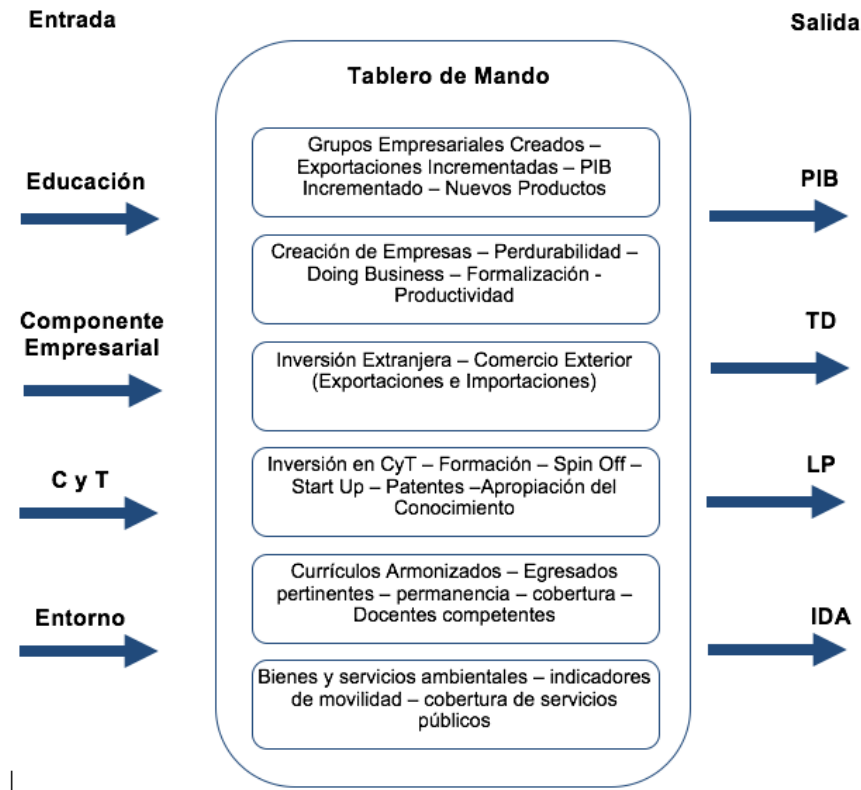 Entrada
Salida
Tablero de Mando
Educación
Componente
Empresarial
C y T
Entorno
Grupos Empresariales Creados –
Exportaciones Incrementadas – PIB
Incrementado – Nuevos Productos
Creación de Empresas – Perdurabilidad –
Doing Business – Formalización -
Productividad
Inversión Extranjera – Comercio Exterior
(Exportaciones e Importaciones)
Inversión en CyT – Formación – Spin Off –
Start Up – Patentes –Apropiación del
Conocimiento
Currículos Armonizados – Egresados
pertinentes – permanencia – cobertura –
Docentes competentes
Bienes y servicios ambientales – indicadores
de movilidad – cobertura de servicios
públicos
PIB
TD
LP
IDA